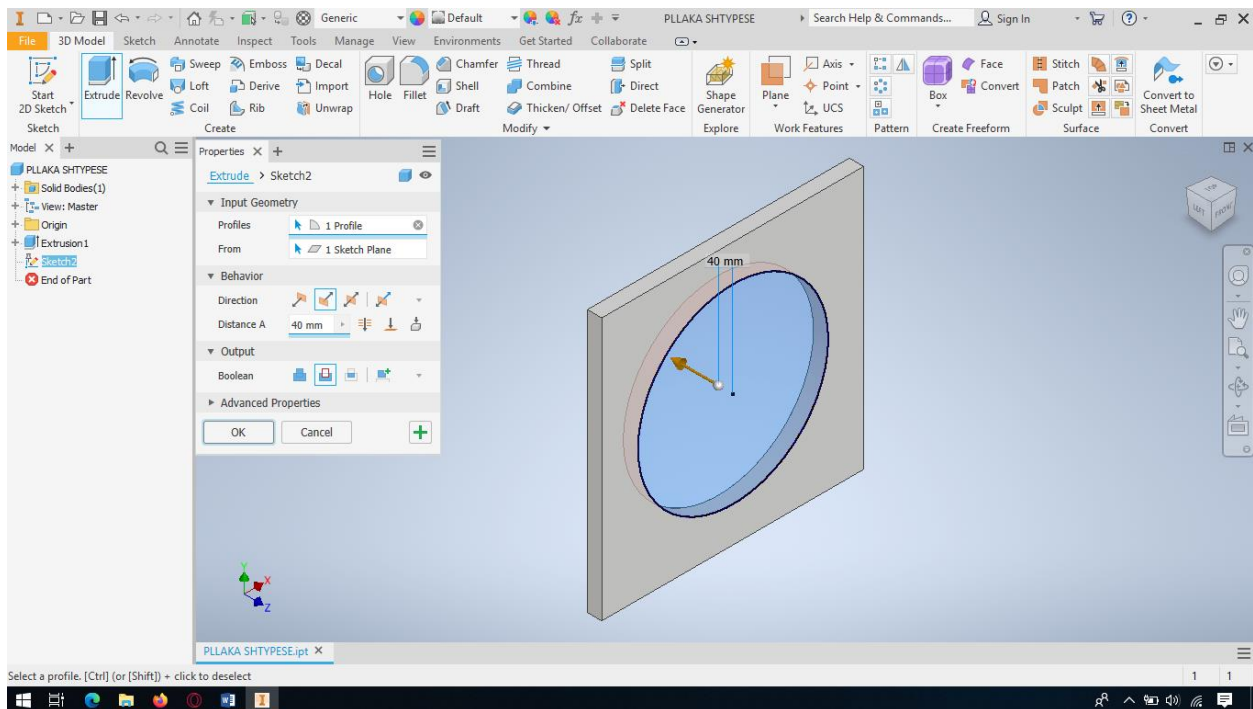 Generic Default fx PLLAKA SHTYPESE Search Help & Commands... Sign In
File 3D Model Sketch Annotate Inspect Tools Manage View Environments Get Started Collaborate
Start 2D Sketch
Extrude
Revolve
Sweep Emboss Decal
Loft Derive Import
Coil Rib Unwrap
Hole
Fillet
Chamfer Thread Split
Shell Combine Direct
Draft Thicken/ Offset Delete Face
Shape Generator
Plane
Axis
Point
UCS
Box
Face
Convert
Stitch
Patch
Sculpt
Convert to Sheet Metal
Sketch Create Modify Explore Work Features Pattern Create Freeform Surface Convert
Model
PLLAKA SHTYPESE
Solid Bodies(1)
View: Master
Origin
Extrusion1
Sketch2
End of Part
Properties
Extrude > Sketch2
Input Geometry
Profiles 1 Profile
From 1 Sketch Plane
Behavior
Direction
Distance A 40 mm
Output
Boolean
Advanced Properties
OK Cancel
40 mm
TOP
LEFT FRONT
Y
X
Z
PLLAKA SHTYPESE.ipt
Select a profile. [Ctrl] (or [Shift]) + click to deselect 1 1